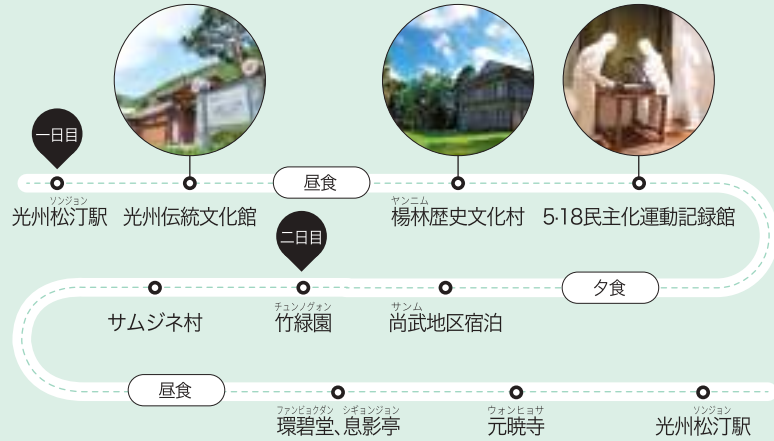 一日目
ソンジョン
光州松汀駅
光州伝統文化館
昼食
ヤンニム
楊林歴史文化村
5·18民主化運動記録館
夕食
サンム
尚武地区宿泊
二日目
チュンノグォン
竹緑園
サムジネ村
昼食
ファンビョクダン シギョンジョン
環碧堂、息影亭
ウォンヒョサ
元暁寺
ソンジョン
光州松汀駅